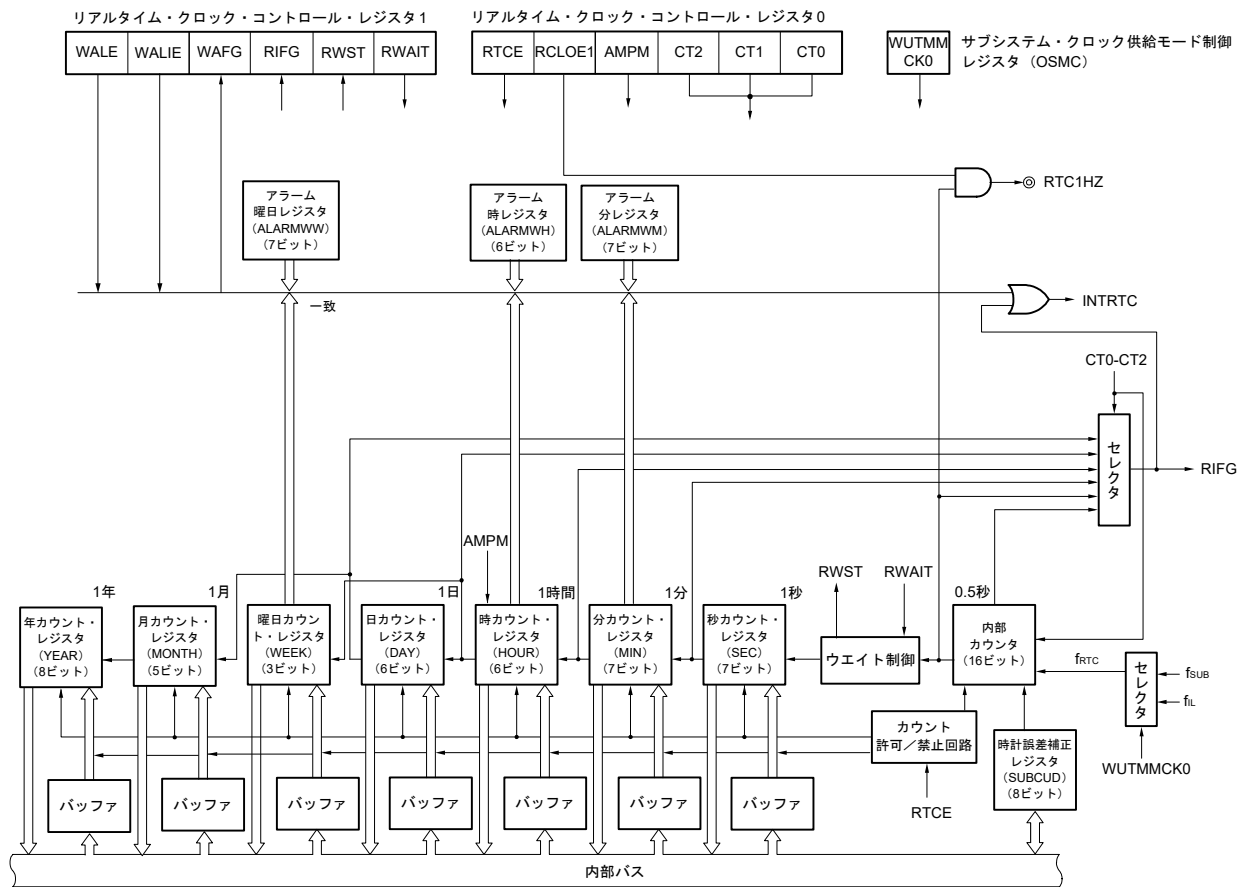 リアルタイム・クロック・コントロール・レジスタ1
リアルタイム・クロック・コントロール・レジスタ0
WALE
WALIE
WAFG
RIFG
RWST
RWAIT
RTCE
RCLOE1
AMPM
CT2
CT1
CT0
WUTMM
CK0
サブシステム・クロック供給モード制御
レジスタ（OSMC）
アラーム
曜日レジスタ
(ALARMWW)
(7ビット)
アラーム
時レジスタ
(ALARMWH)
(6ビット)
アラーム
分レジスタ
(ALARMWM)
(7ビット)
RTC1HZ
一致
INTRTC
CT0-CT2
セレクタ
RIFG
AMPM
RWST
RWAIT
1年
1月
1日
1時間
1分
1秒
0.5秒
年カウント・
レジスタ
(YEAR)
(8ビット)
月カウント・
レジスタ
(MONTH)
(5ビット)
曜日カウン
ト・レジスタ
(WEEK)
(3ビット)
日カウント・
レジスタ
(DAY)
(6ビット)
時カウント・
レジスタ
(HOUR)
(6ビット)
分カウント・
レジスタ
(MIN)
(7ビット)
秒カウント・
レジスタ
(SEC)
(7ビット)
ウエイト制御
内部
カウンタ
(16ビット)
fRTC
セレクタ
fSUB
fIL
WUTMMCK0
カウント
許可／禁止回路
RTCE
時計誤差補正
レジスタ
(SUBCUD)
(8ビット)
バッファ
バッファ
バッファ
バッファ
バッファ
バッファ
バッファ
内部バス